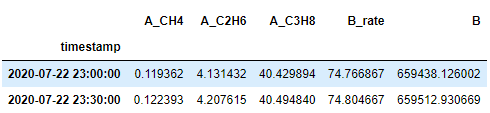 A_CH4 A_C2H6 A_C3H8 B_rate B
timestamp
2020-07-22 23:00:00 0.119362 4.131432 40.429894 74.766867 659438.126002
2020-07-22 23:30:00 0.122393 4.207615 40.494840 74.804667 659512.930669